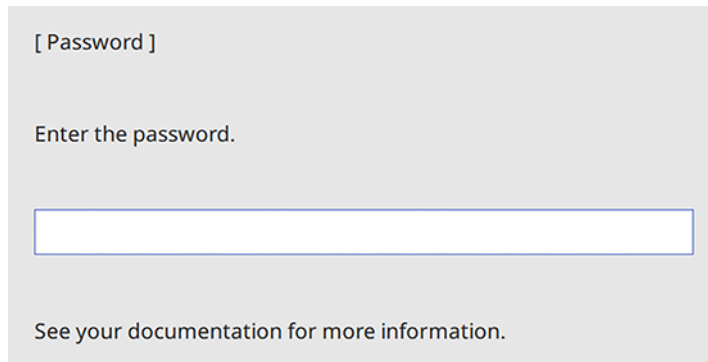 [ Password ]
Enter the password.
See your documentation for more information.